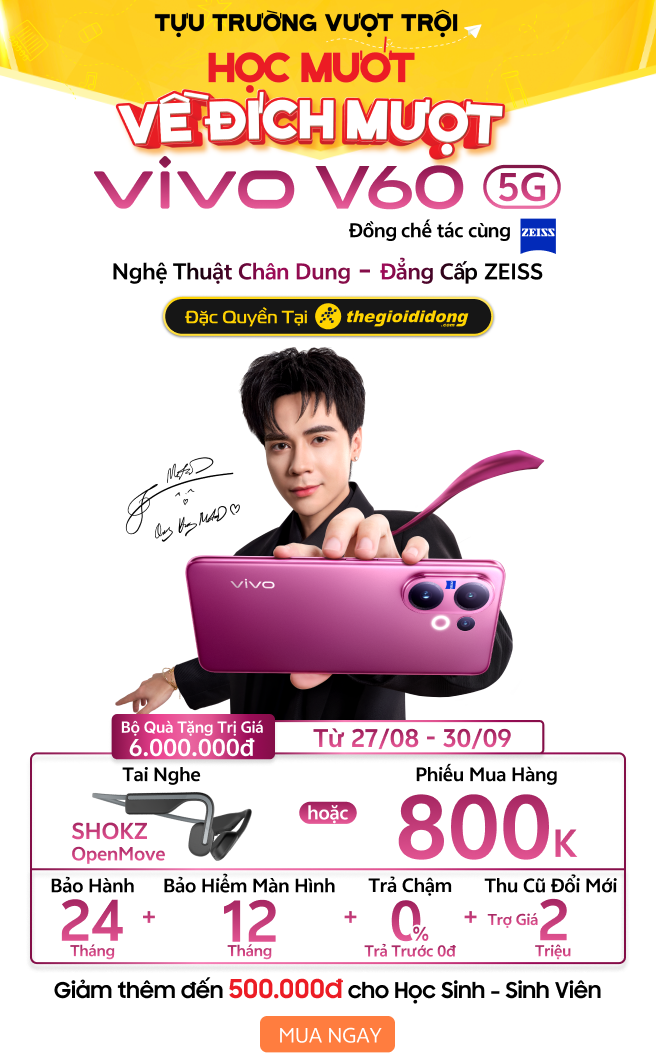 TỰU TRƯỜNG VƯỢT TRỘI
HỌC MƯỚT
VỀ ĐÍCH MƯỢT
vivo V60 5G
Đồng chế tác cùng ZEISS
Nghệ Thuật Chân Dung - Đẳng Cấp ZEISS
Đặc Quyền Tại thegioididong
.com
vivo
Bộ Quà Tặng Trị Giá
6.000.000đ
Từ 27/08 - 30/09
Tai Nghe
SHOKZ
OpenMove
hoặc
Phiếu Mua Hàng
800K
Bảo Hành
24
Tháng
+
Bảo Hiểm Màn Hình
12
Tháng
+
Trả Chậm
0%
Trả Trước 0đ
+
Thu Cũ Đổi Mới
Trợ Giá 2
Triệu
Giảm thêm đến 500.000đ cho Học Sinh - Sinh Viên
MUA NGAY